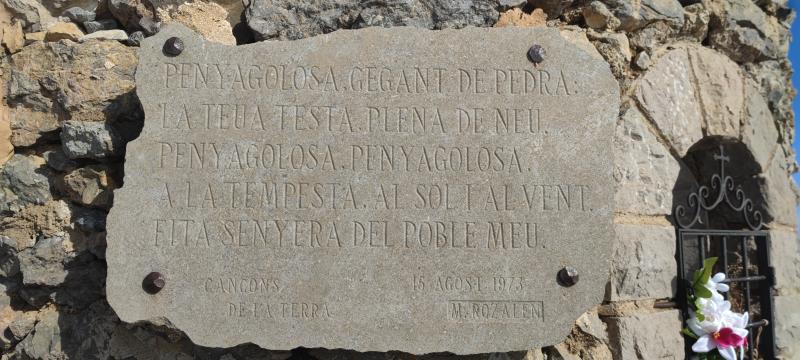 PENYAGOLOSA, GEGANT DE PEDRA:
LA TEUA TESTA, PLENA DE NEU.
PENYAGOLOSA, PENYAGOLOSA,
A LA TEMPESTA, AL SOL I AL VENT.
FITA SENYERA DEL POBLE MEU.
CANÇONS 15 AGOST 1973
DE LA TERRA M. ROZALEN